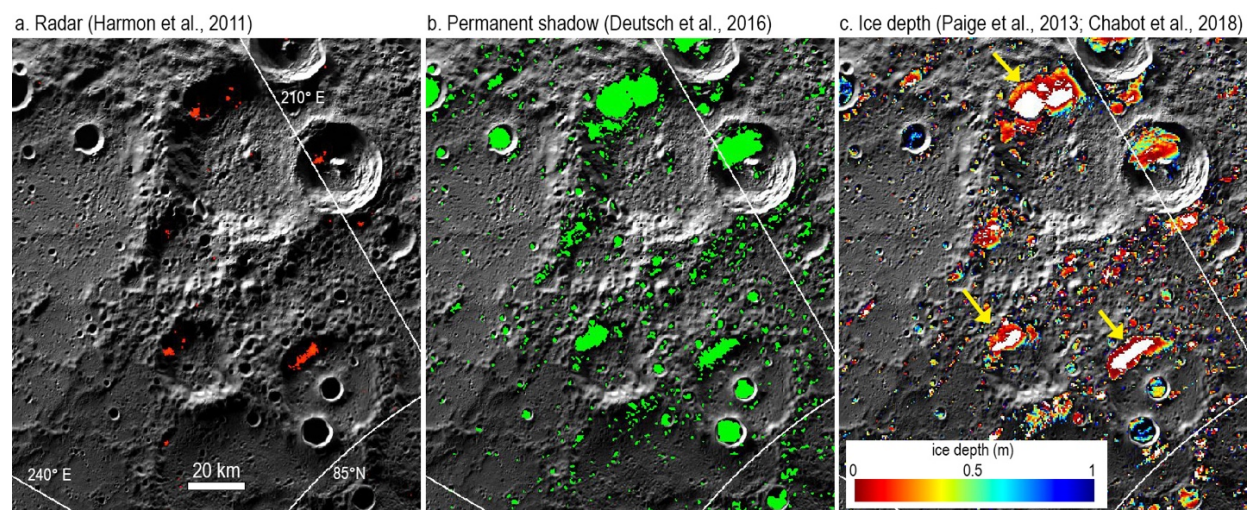 a. Radar (Harmon et al., 2011)
b. Permanent shadow (Deutsch et al., 2016)
c. Ice depth (Paige et al., 2013; Chabot et al., 2018)
210° E
240° E
20 km
85°N
ice depth (m)
0
0.5
1